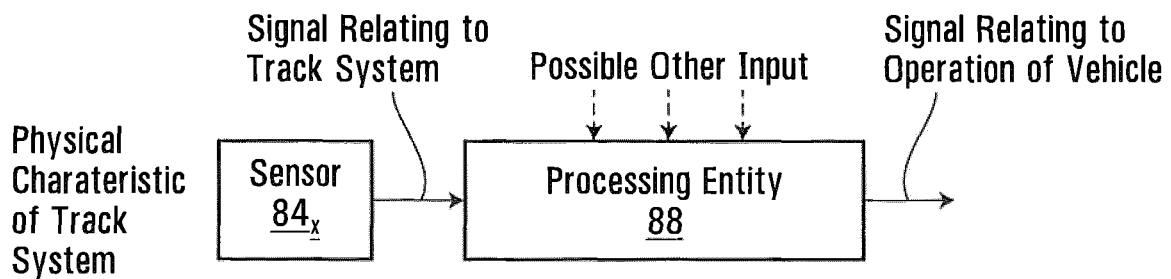 Signal Relating to
Track System
Possible Other Input
Signal Relating to
Operation of Vehicle
Physical
Charateristic
of Track
System
Sensor
84x
Processing Entity
88